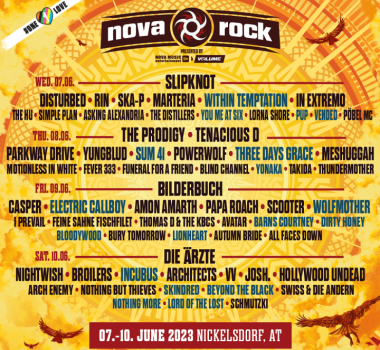 #ONE LOVE
nova rock
PRESENTED BY
NOVA MUSIC entertainment & VOLUME
WED. 07.06. SLIPKNOT
DISTURBED • RIN • SKA-P • MARTERIA • WITHIN TEMPTATION • IN EXTREMO
THE HU • SIMPLE PLAN • ASKING ALEXANDRIA • THE DISTILLERS • YOU ME AT SIX • LORNA SHORE • PUP • VENDED • PÖBEL MC
THU. 08.06. THE PRODIGY • TENACIOUS D
PARKWAY DRIVE • YUNGBLUD • SUM 41 • POWERWOLF • THREE DAYS GRACE • MESHUGGAH
MOTIONLESS IN WHITE • FEVER 333 • FUNERAL FOR A FRIEND • BLIND CHANNEL • YONAKA • TAKIDA • THUNDERMOTHER
FRI. 09.06. BILDERBUCH
CASPER • ELECTRIC CALLBOY • AMON AMARTH • PAPA ROACH • SCOOTER • WOLFMOTHER
I PREVAIL • FEINE SAHNE FISCHFILET • THOMAS D & THE KBCS • AVATAR • BARNS COURTNEY • DIRTY HONEY
BLOODYWOOD • BURY TOMORROW • LIONHEART • AUTUMN BRIDE • ALL FACES DOWN
SAT. 10.06. DIE ÄRZTE
NIGHTWISH • BROILERS • INCUBUS • ARCHITECTS • VV • JOSH. • HOLLYWOOD UNDEAD
ARCH ENEMY • NOTHING BUT THIEVES • SKINDRED • BEYOND THE BLACK • SWISS & DIE ANDERN
NOTHING MORE • LORD OF THE LOST • SCHMUTZKI
07.-10. JUNE 2023 NICKELSDORF, AT